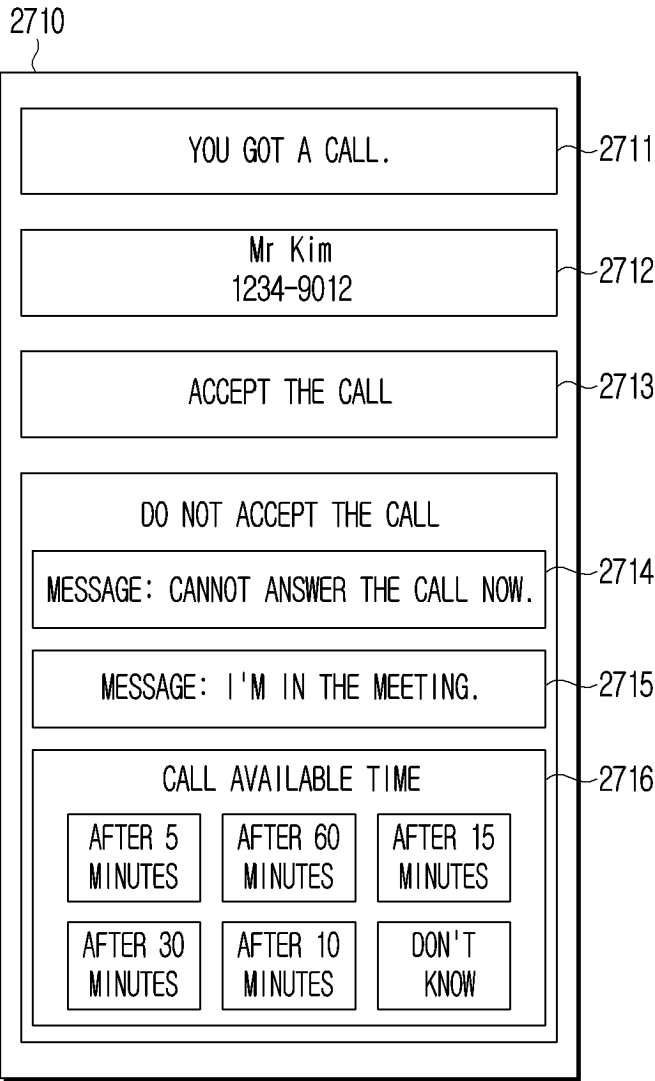 2710
YOU GOT A CALL.
2711
Mr Kim
1234-9012
2712
ACCEPT THE CALL
2713
DO NOT ACCEPT THE CALL
MESSAGE: CANNOT ANSWER THE CALL NOW.
2714
MESSAGE: I'M IN THE MEETING.
2715
CALL AVAILABLE TIME
2716
AFTER 5
MINUTES
AFTER 60
MINUTES
AFTER 15
MINUTES
AFTER 30
MINUTES
AFTER 10
MINUTES
DON'T
KNOW